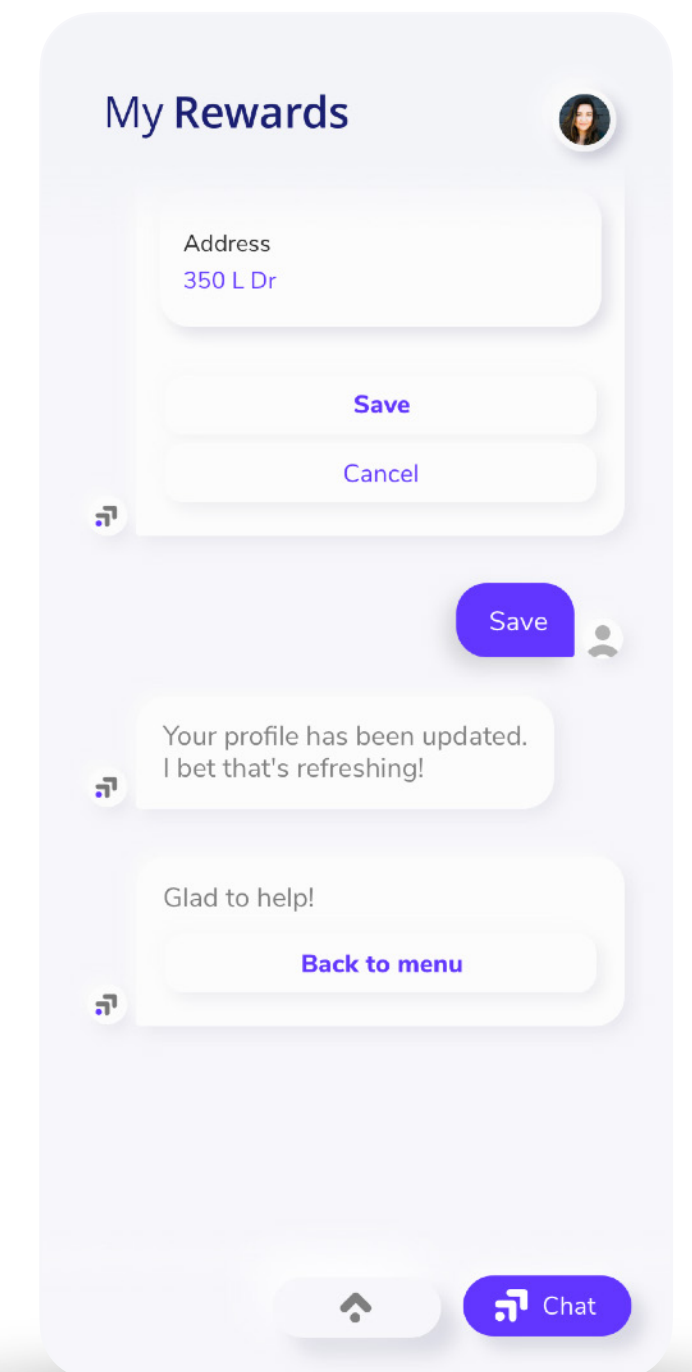 My Rewards
Address
350 L Dr
Save
Cancel
Save
Your profile has been updated.
I bet that's refreshing!
Glad to help!
Back to menu
Chat